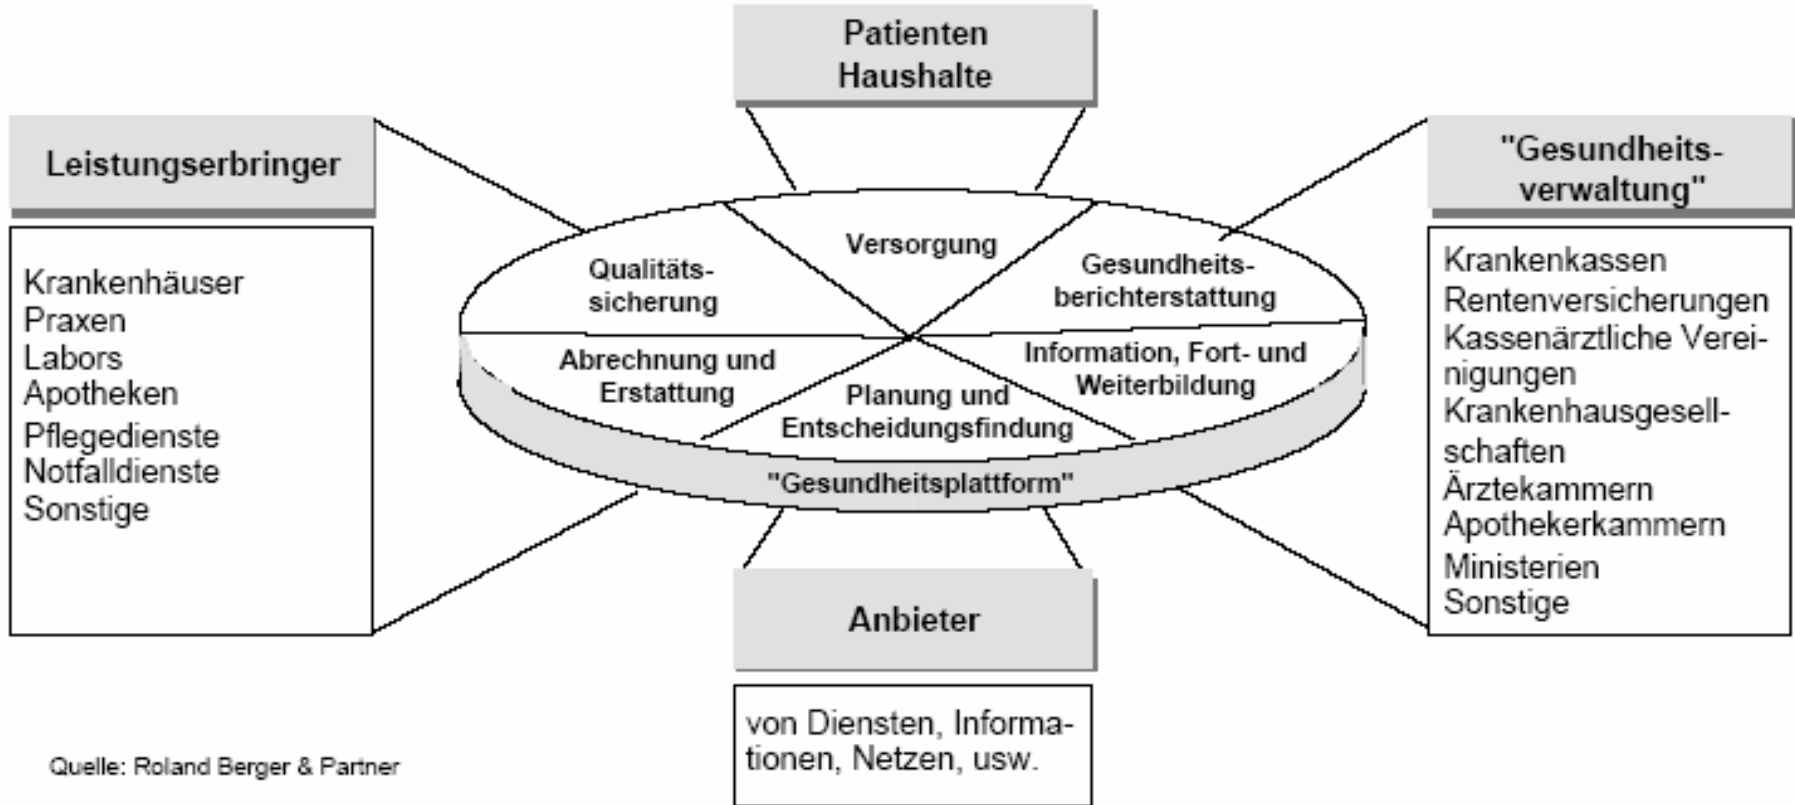 Patienten
Haushalte
Leistungserbringer
Krankenhäuser
Praxen
Labors
Apotheken
Pflegedienste
Notfalldienste
Sonstige
Versorgung
Qualitäts-
sicherung
Gesundheits-
berichterstattung
Abrechnung und
Erstattung
Information, Fort- und
Weiterbildung
Planung und
Entscheidungsfindung
"Gesundheitsplattform"
"Gesundheits-
verwaltung"
Krankenkassen
Rentenversicherungen
Kassenärztliche Verei-
nigungen
Krankenhausgesell-
schaften
Ärztekammern
Apothekerkammern
Ministerien
Sonstige
Anbieter
von Diensten, Informa-
tionen, Netzen, usw.
Quelle: Roland Berger & Partner